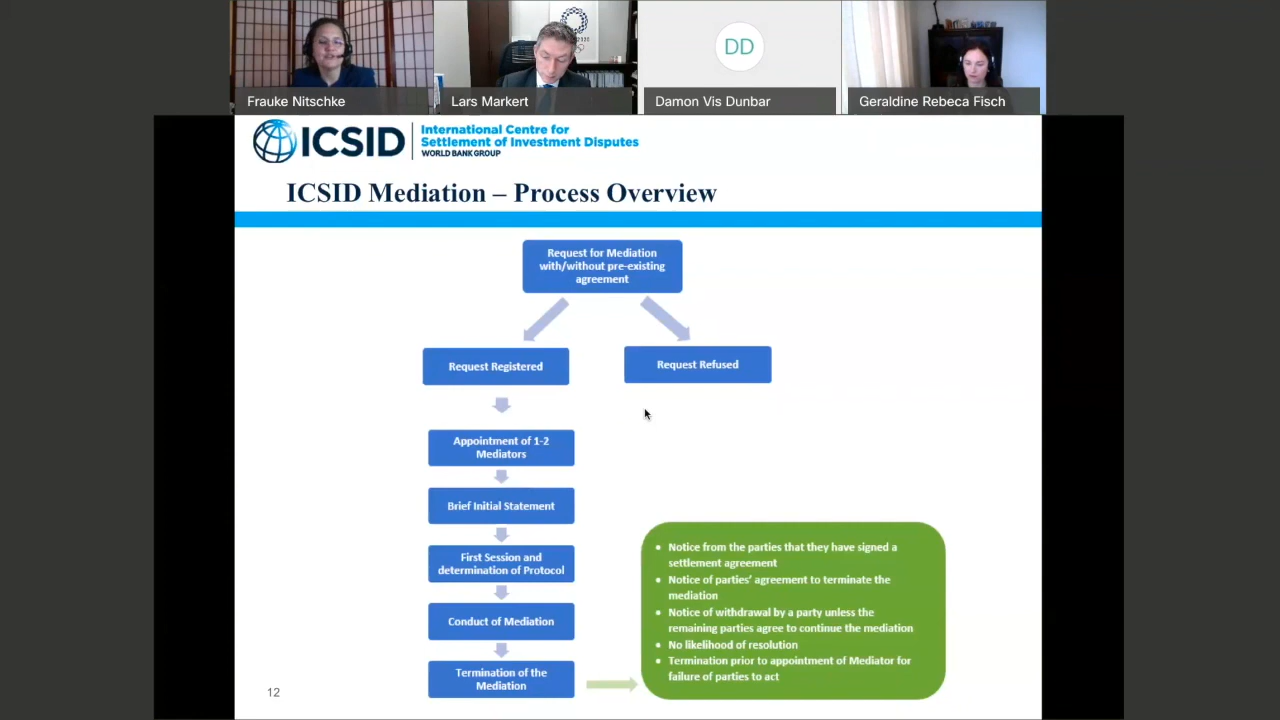 Frauke Nitschke
Lars Markert
DD
Damon Vis Dunbar
Geraldine Rebeca Fisch
ICSID
International Centre for
Settlement of Investment Disputes
WORLD BANK GROUP
ICSID Mediation – Process Overview
Request for Mediation
with/without pre-existing
agreement
Request Registered
Request Refused
Appointment of 1-2
Mediators
Brief Initial Statement
First Session and
determination of Protocol
Conduct of Mediation
Termination of the
Mediation
• Notice from the parties that they have signed a
settlement agreement
• Notice of parties' agreement to terminate the
mediation
• Notice of withdrawal by a party unless the
remaining parties agree to continue the mediation
• No likelihood of resolution
• Termination prior to appointment of Mediator for
failure of parties to act
12